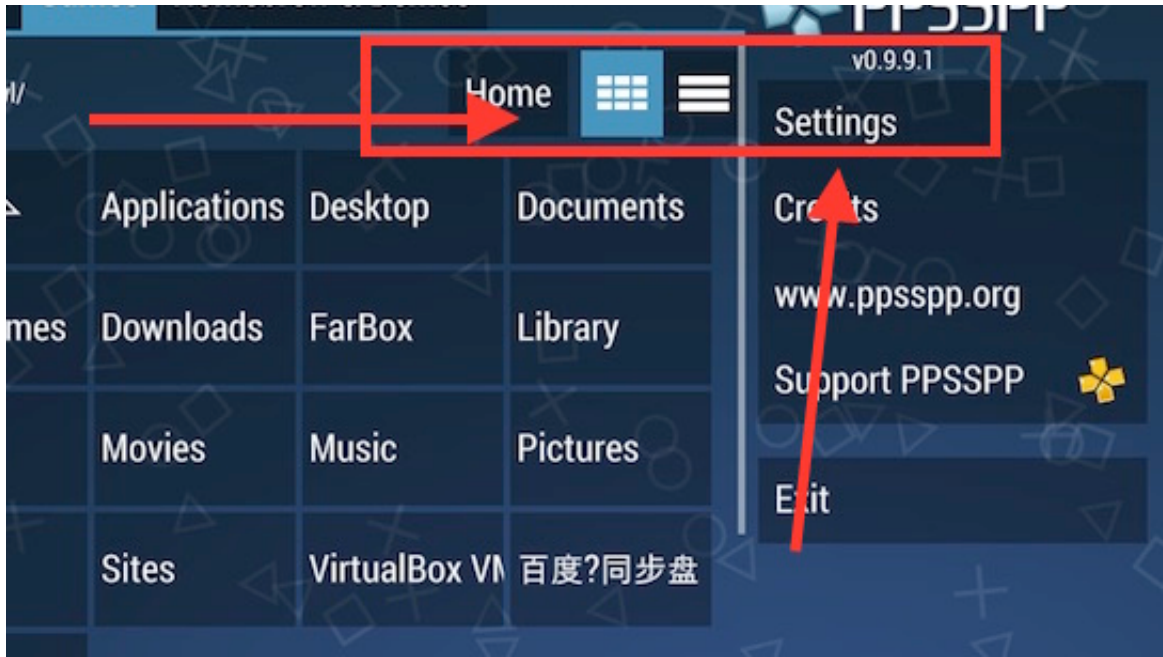 PPSSPP
v0.9.9.1
Home
Settings
Applications Desktop Documents
Credits
www.ppsspp.org
Downloads FarBox Library
Support PPSSPP
Movies Music Pictures
Exit
Sites VirtualBox 百度?同步盘